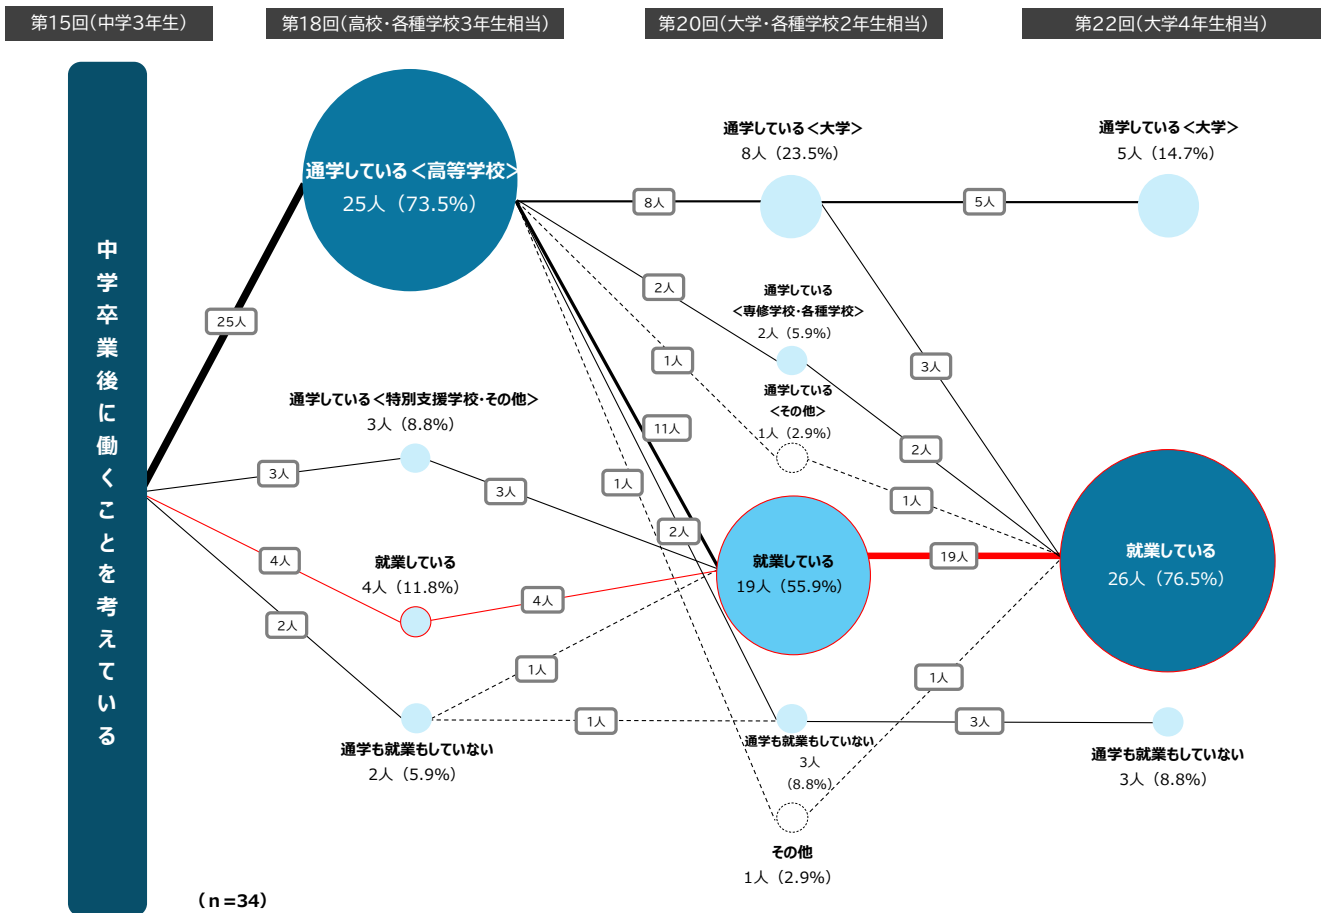 第15回(中学3年生)
第18回(高校・各種学校3年生相当)
第20回(大学・各種学校2年生相当)
第22回(大学4年生相当)
中学卒業後に働くことを考えている
25人
3人
4人
2人
通学している<高等学校>
25人（73.5%）
通学している<特別支援学校・その他>
3人（8.8%）
就業している
4人（11.8%）
通学も就業もしていない
2人（5.9%）
8人
2人
1人
11人
1人
2人
3人
4人
1人
1人
通学している<大学>
8人（23.5%）
通学している
<専修学校・各種学校>
2人（5.9%）
通学している
<その他>
1人（2.9%）
就業している
19人（55.9%）
通学も就業もしていない
3人
（8.8%）
その他
1人（2.9%）
5人
3人
2人
1人
19人
1人
3人
通学している<大学>
5人（14.7%）
就業している
26人（76.5%）
通学も就業もしていない
3人（8.8%）
（n=34）